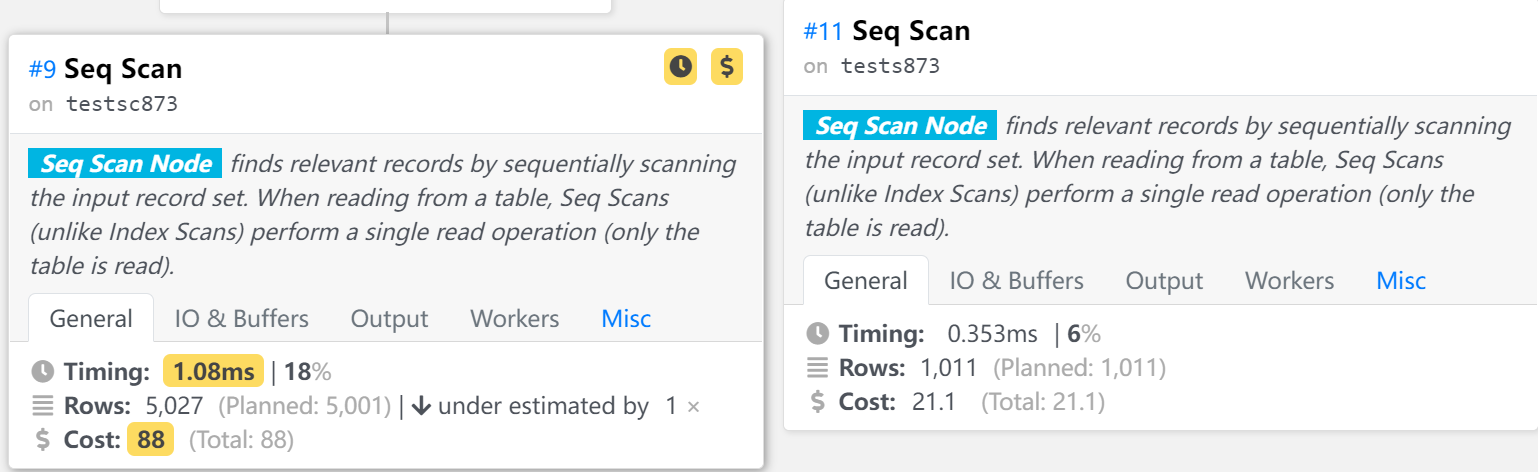 #9 Seq Scan
on testsc873
Seq Scan Node finds relevant records by sequentially scanning
the input record set. When reading from a table, Seq Scans
(unlike Index Scans) perform a single read operation (only the
table is read).
General IO & Buffers Output Workers Misc
Timing: 1.08ms | 18%
Rows: 5,027 (Planned: 5,001) | under estimated by 1 ×
$ Cost: 88 (Total: 88)
#11 Seq Scan
on tests873
Seq Scan Node finds relevant records by sequentially scanning
the input record set. When reading from a table, Seq Scans
(unlike Index Scans) perform a single read operation (only the
table is read).
General IO & Buffers Output Workers Misc
Timing: 0.353ms | 6%
Rows: 1,011 (Planned: 1,011)
$ Cost: 21.1 (Total: 21.1)